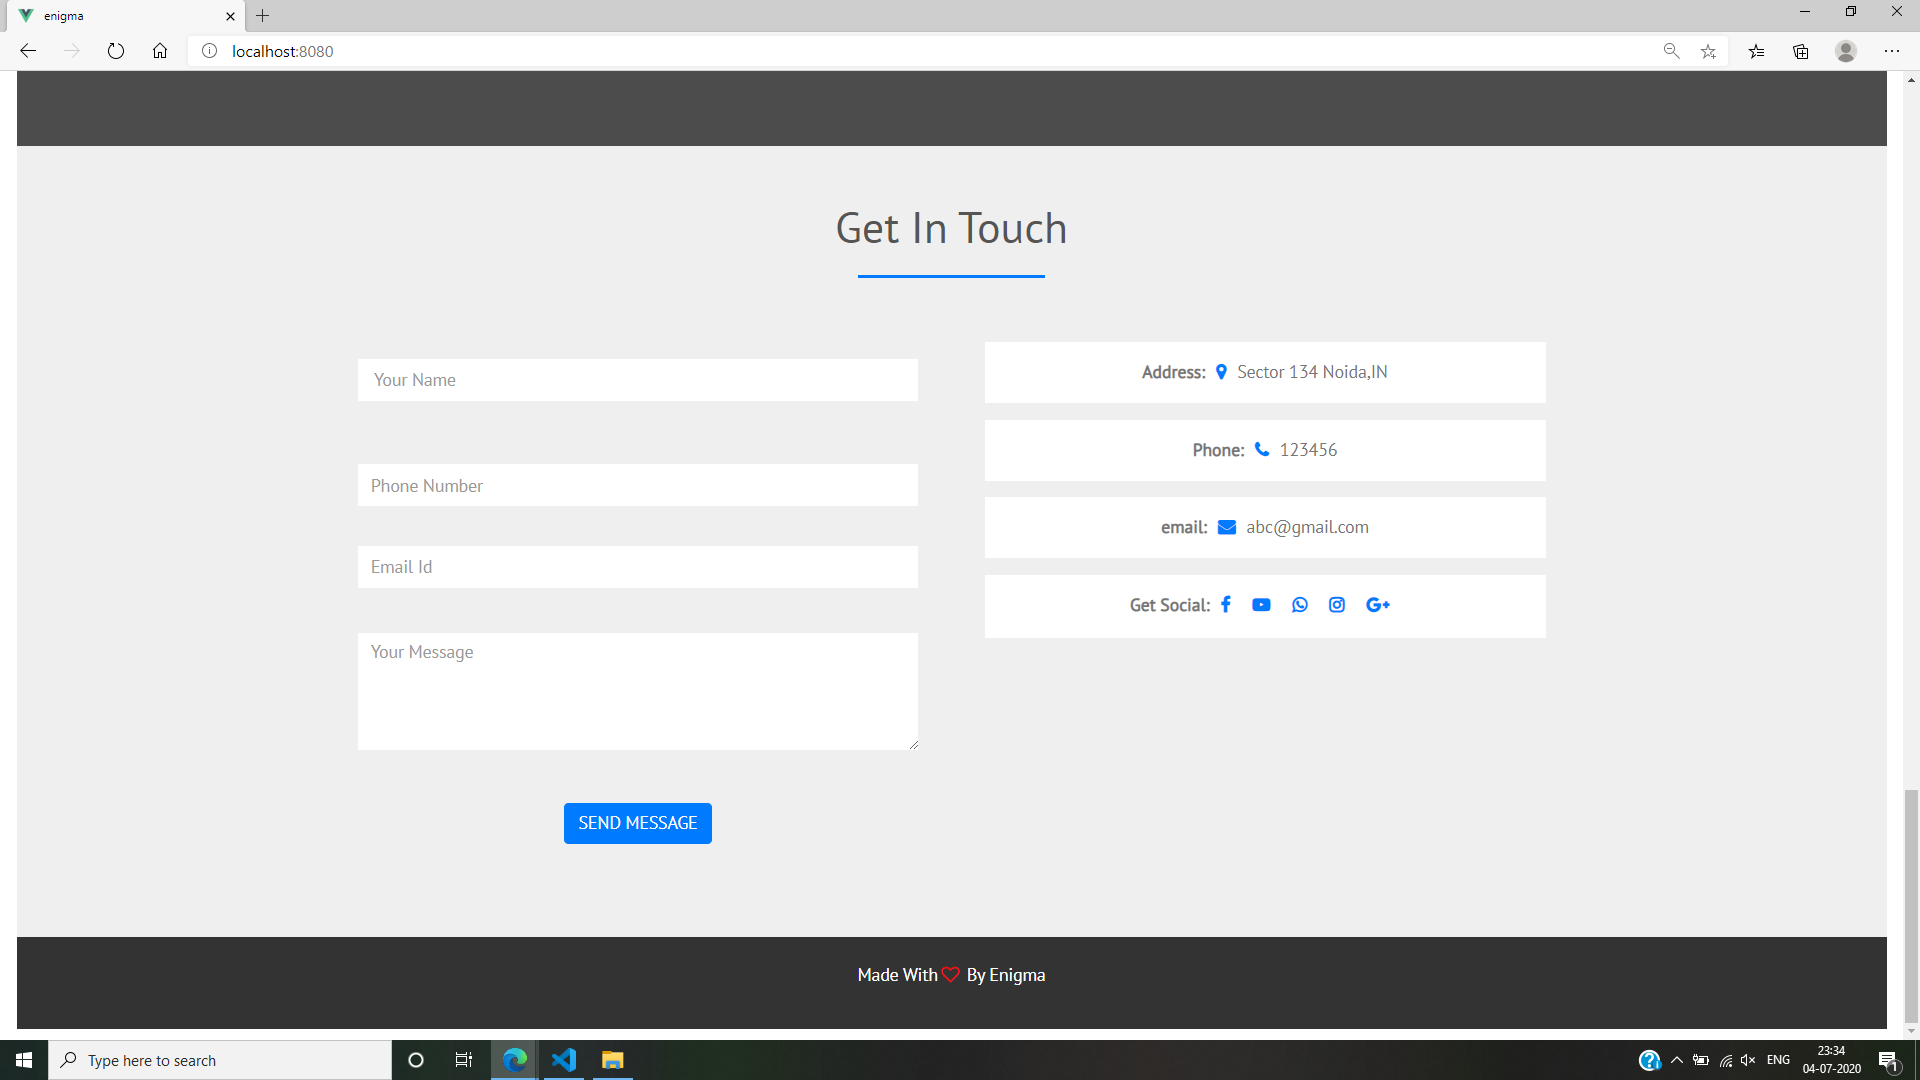 enigma
localhost:8080
Get In Touch
Your Name
Phone Number
Email Id
Your Message
SEND MESSAGE
Address: Sector 134 Noida,IN
Phone: 123456
email: abc@gmail.com
Get Social:
Made With By Enigma
Type here to search
ENG
23:34
04-07-2020
1